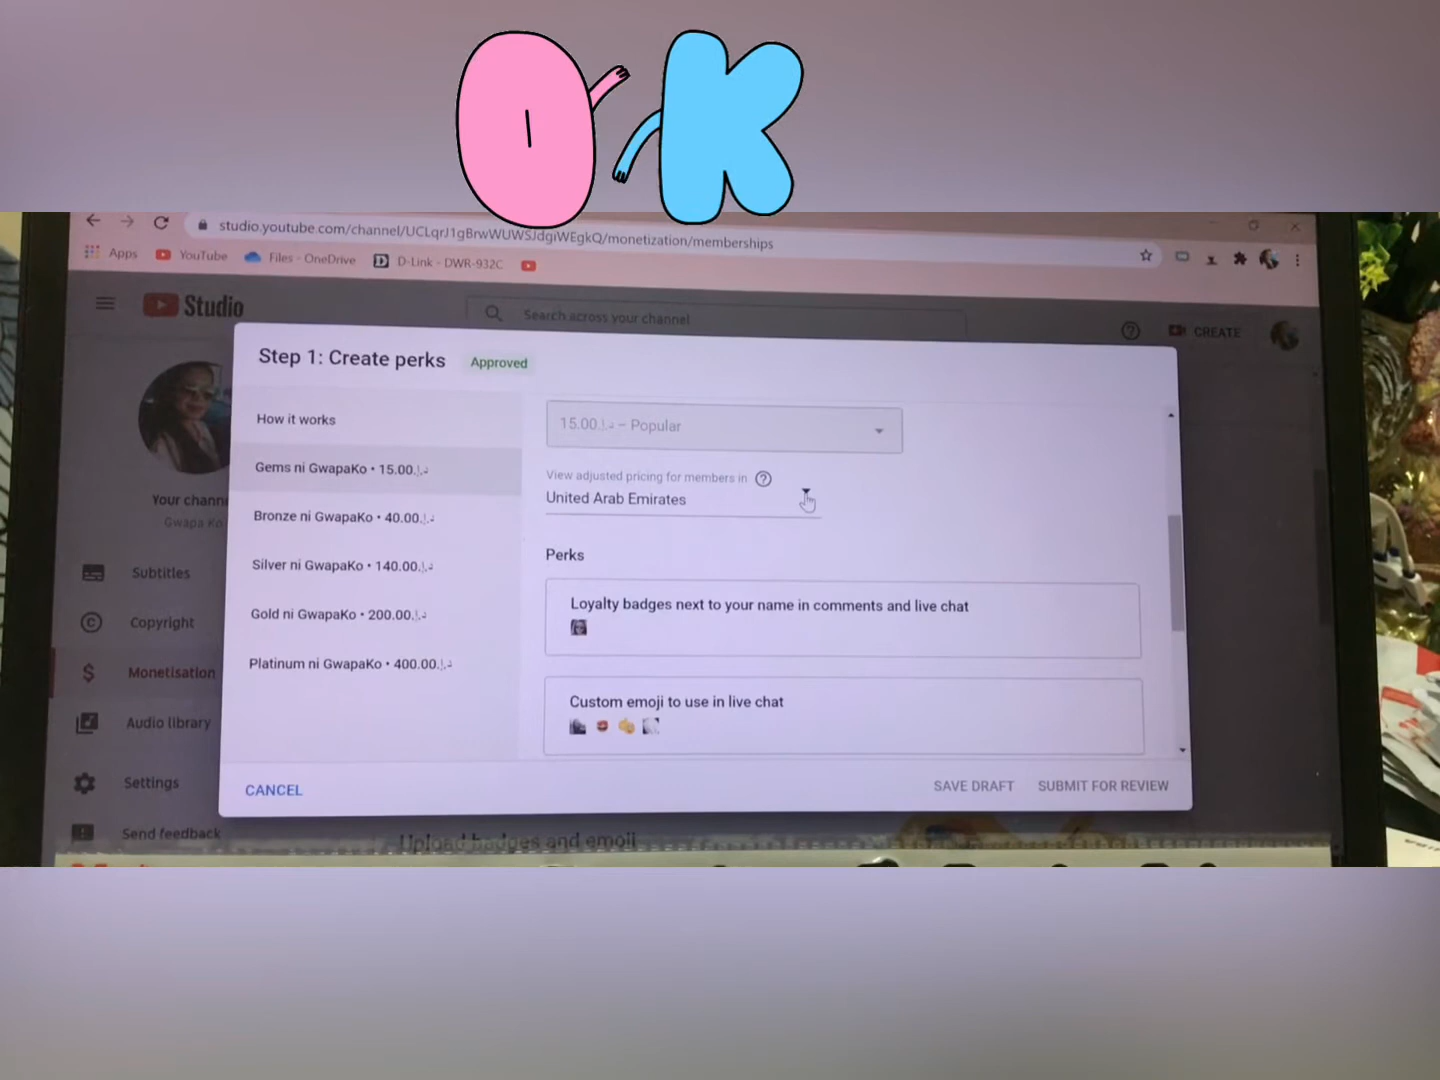 OK
studio.youtube.com/channel/UCLqrJ1gBrwWUWSJdgiWEgkQ/monetization/memberships
Apps YouTube Files - OneDrive D-Link - DWR-932C
Studio
Search across your channel
CREATE
Step 1: Create perks Approved
How it works
Gems ni GwapaKo • 15.00.د.إ
Bronze ni GwapaKo • 40.00.د.إ
Silver ni GwapaKo • 140.00.د.إ
Gold ni GwapaKo • 200.00.د.إ
Platinum ni GwapaKo • 400.00.د.إ
15.00.د.إ – Popular
View adjusted pricing for members in
United Arab Emirates
Perks
Loyalty badges next to your name in comments and live chat
Custom emoji to use in live chat
CANCEL
SAVE DRAFT SUBMIT FOR REVIEW
Your chann
Gwapa Ko
Subtitles
Copyright
Monetisation
Audio library
Settings
Send feedback
Upload badges and emoji